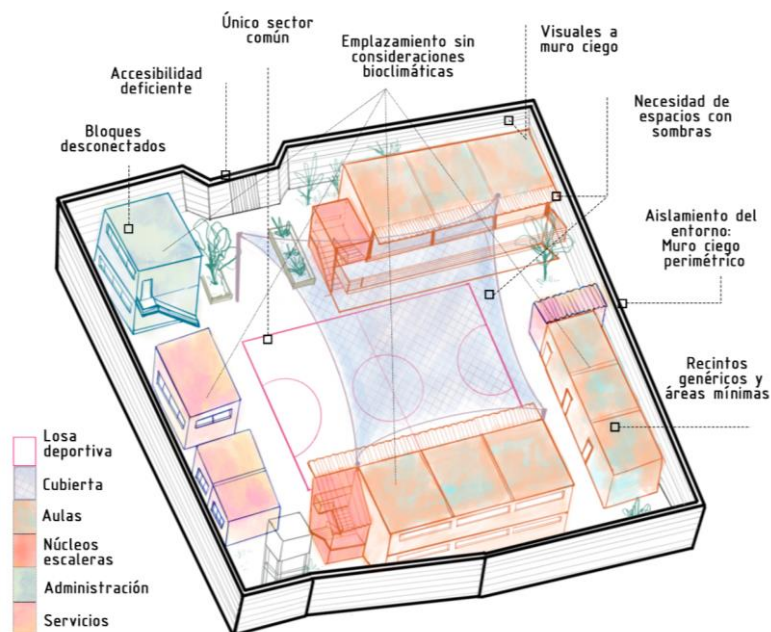 Único sector
común
Emplazamiento sin
consideraciones
bioclimáticas
Visuales a
muro ciego
Accesibilidad
deficiente
Necesidad de
espacios con
sombras
Bloques
desconectados
Aislamiento del
entorno:
Muro ciego
perimétrico
Recintos
genéricos y
áreas mínimas
Losa
deportiva
Cubierta
Aulas
Núcleos
escaleras
Administración
Servicios